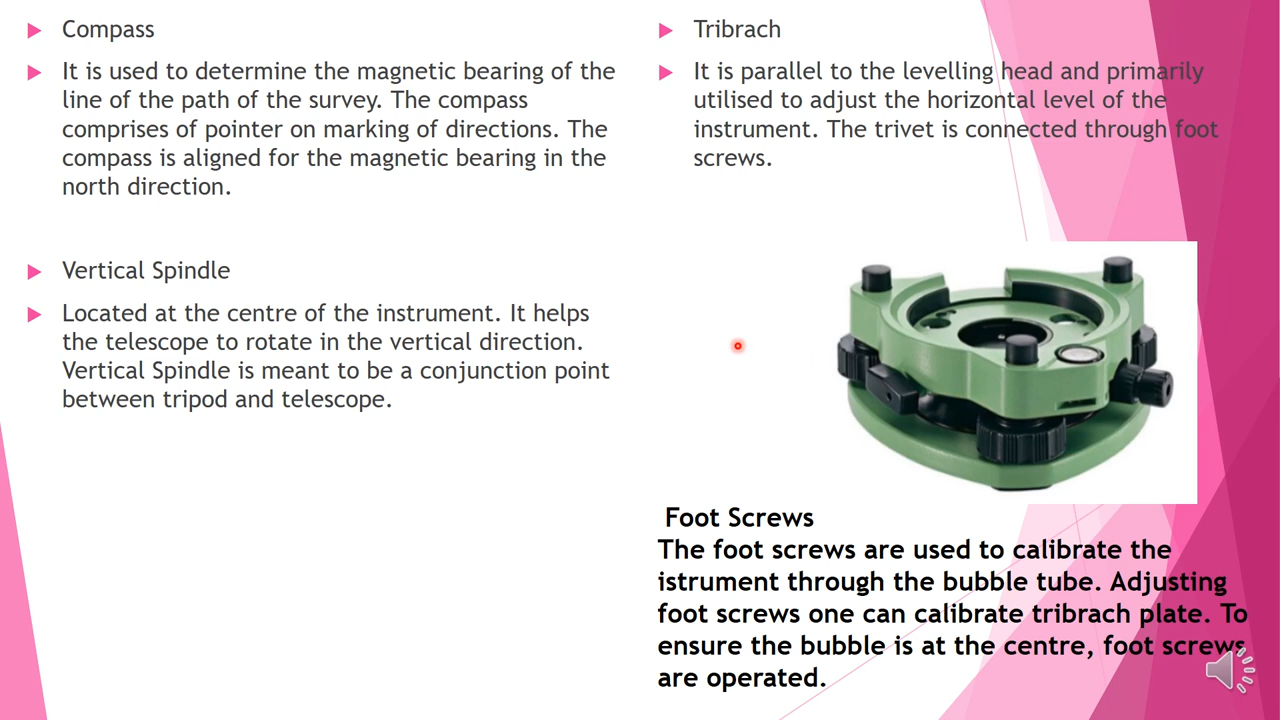 Compass
It is used to determine the magnetic bearing of the
line of the path of the survey. The compass
comprises of pointer on marking of directions. The
compass is aligned for the magnetic bearing in the
north direction.
Vertical Spindle
Located at the centre of the instrument. It helps
the telescope to rotate in the vertical direction.
Vertical Spindle is meant to be a conjunction point
between tripod and telescope.
Tribrach
It is parallel to the levelling head and primarily
utilised to adjust the horizontal level of the
instrument. The trivet is connected through foot
screws.
Foot Screws
The foot screws are used to calibrate the
istrument through the bubble tube. Adjusting
foot screws one can calibrate tribrach plate. To
ensure the bubble is at the centre, foot screws
are operated.